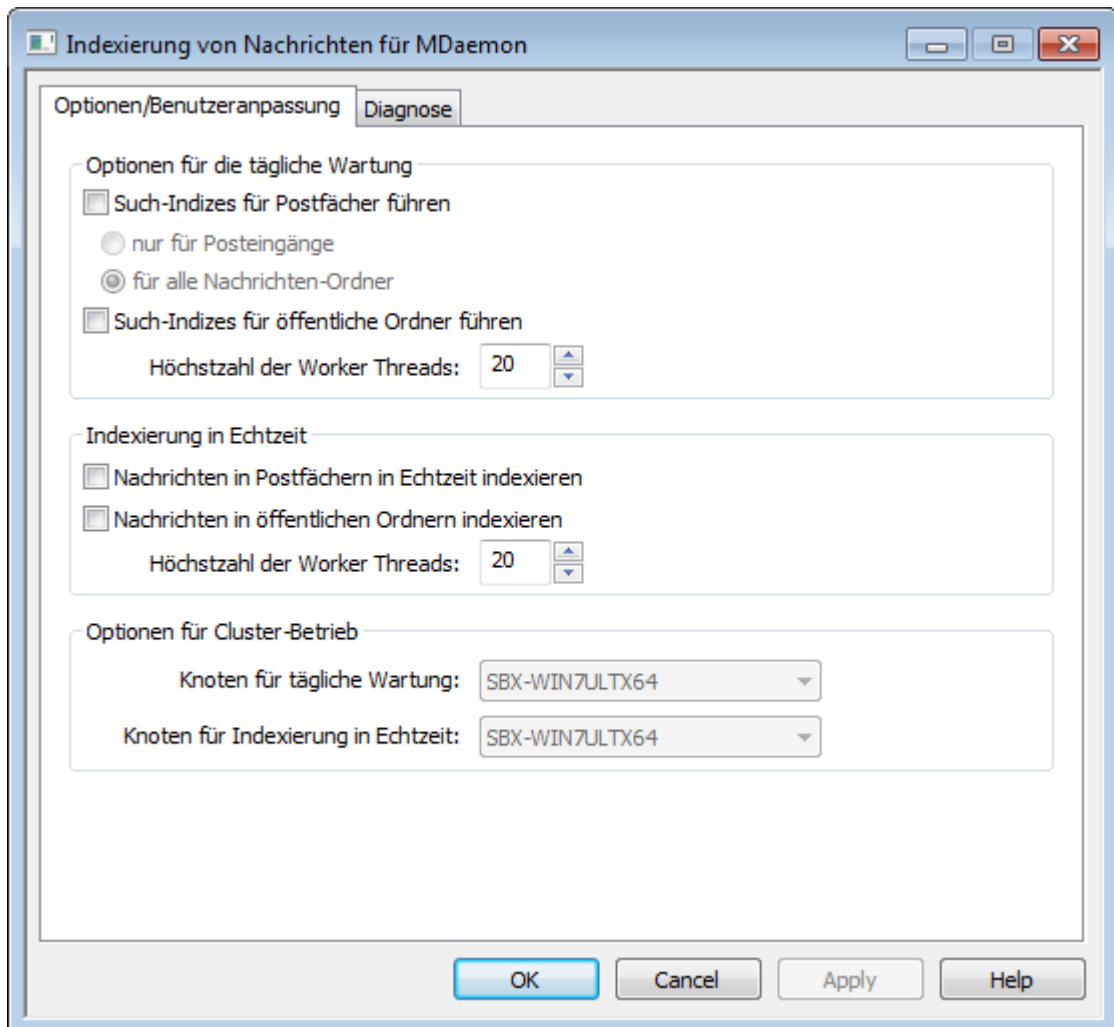 Indexierung von Nachrichten für MDaemon
Optionen/Benutzeranpassung Diagnose
Optionen für die tägliche Wartung
Such-Indizes für Postfächer führen
nur für Posteingänge
für alle Nachrichten-Ordner
Such-Indizes für öffentliche Ordner führen
Höchstzahl der Worker Threads: 20
Indexierung in Echtzeit
Nachrichten in Postfächern in Echtzeit indexieren
Nachrichten in öffentlichen Ordnern indexieren
Höchstzahl der Worker Threads: 20
Optionen für Cluster-Betrieb
Knoten für tägliche Wartung: SBX-WIN7ULTX64
Knoten für Indexierung in Echtzeit: SBX-WIN7ULTX64
OK Cancel Apply Help